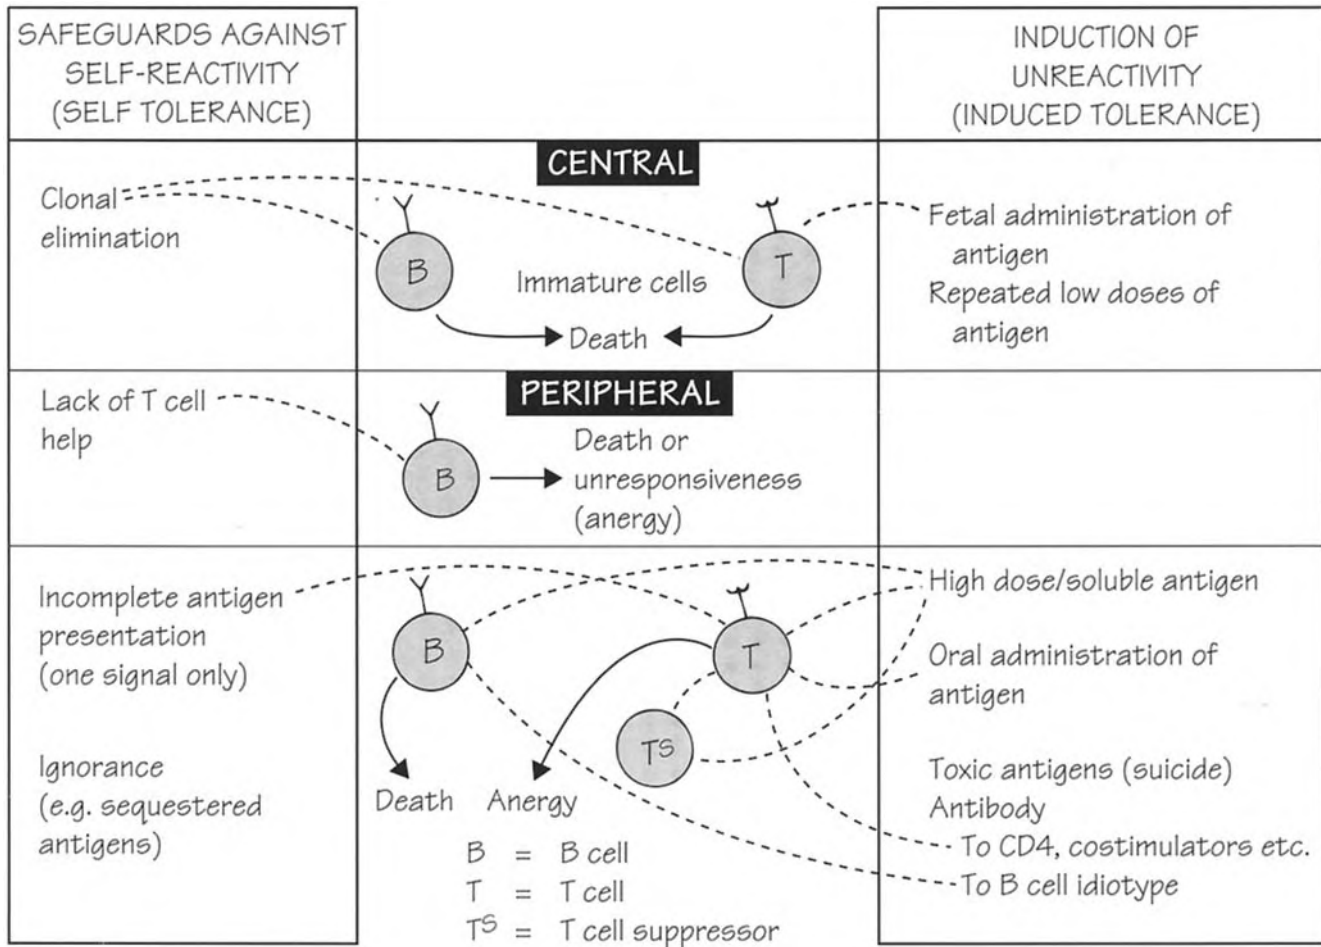 SAFEGUARDS AGAINST
SELF-REACTIVITY
(SELF TOLERANCE)
INDUCTION OF
UNREACTIVITY
(INDUCED TOLERANCE)
CENTRAL
Clonal
elimination
B
T
Immature cells
Death
Fetal administration of
antigen
Repeated low doses of
antigen
PERIPHERAL
Lack of T cell
help
B
Death or
unresponsiveness
(anergy)
Incomplete antigen
presentation
(one signal only)
Ignorance
(e.g. sequestered
antigens)
B
T
TS
Death
Anergy
B = B cell
T = T cell
TS = T cell suppressor
High dose/soluble antigen
Oral administration of
antigen
Toxic antigens (suicide)
Antibody
To CD4, costimulators etc.
To B cell idiotype